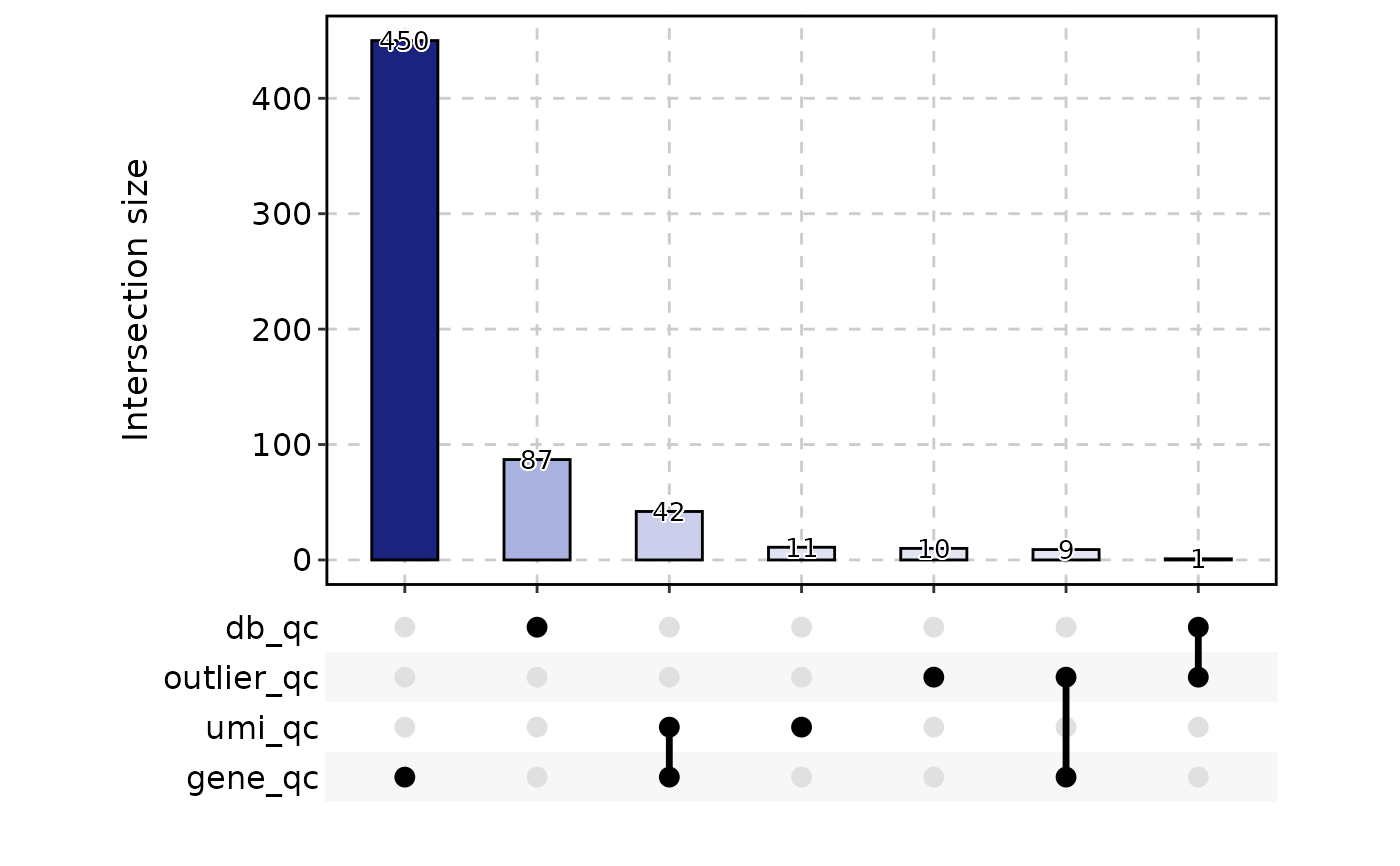 Intersection size
400
300
200
100
0
450
87
42
11
10
9
1
db_qc
outlier_qc
umi_qc
gene_qc